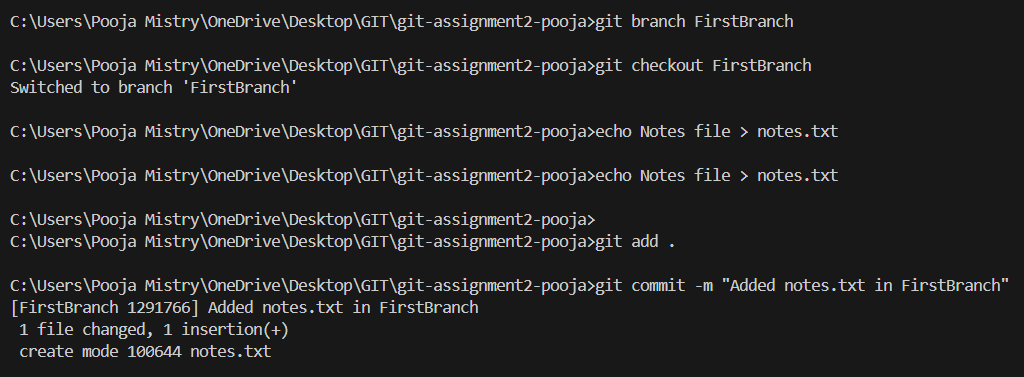 C:\Users\Pooja Mistry\OneDrive\Desktop\GIT\git-assignment2-pooja>git branch FirstBranch
C:\Users\Pooja Mistry\OneDrive\Desktop\GIT\git-assignment2-pooja>git checkout FirstBranch
Switched to branch 'FirstBranch'
C:\Users\Pooja Mistry\OneDrive\Desktop\GIT\git-assignment2-pooja>echo Notes file > notes.txt
C:\Users\Pooja Mistry\OneDrive\Desktop\GIT\git-assignment2-pooja>echo Notes file > notes.txt
C:\Users\Pooja Mistry\OneDrive\Desktop\GIT\git-assignment2-pooja>
C:\Users\Pooja Mistry\OneDrive\Desktop\GIT\git-assignment2-pooja>git add .
C:\Users\Pooja Mistry\OneDrive\Desktop\GIT\git-assignment2-pooja>git commit -m "Added notes.txt in FirstBranch"
[FirstBranch 1291766] Added notes.txt in FirstBranch
 1 file changed, 1 insertion(+)
 create mode 100644 notes.txt